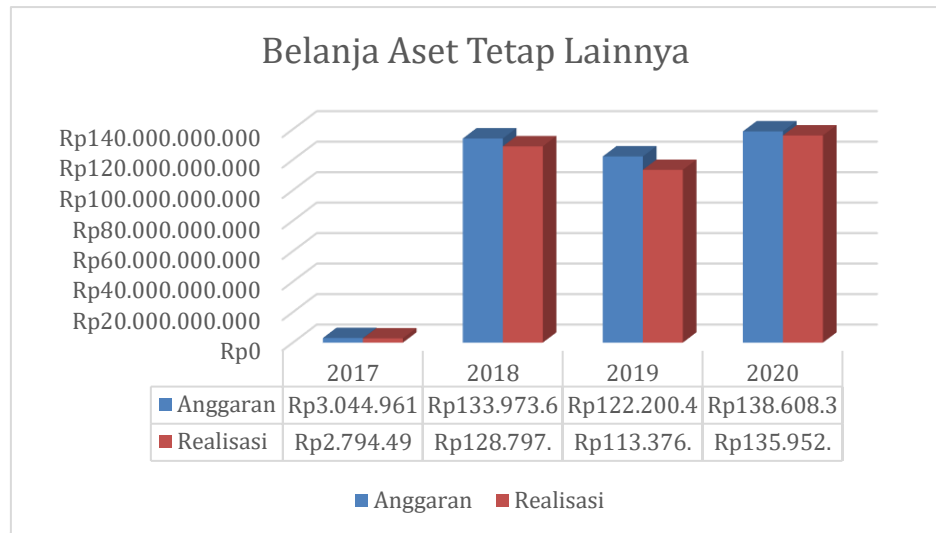 Belanja Aset Tetap Lainnya
Rp140.000.000.000
Rp120.000.000.000
Rp100.000.000.000
Rp80.000.000.000
Rp60.000.000.000
Rp40.000.000.000
Rp20.000.000.000
Rp0
2017 2018 2019 2020
Anggaran Rp3.044.961 Rp133.973.6 Rp122.200.4 Rp138.608.3
Realisasi Rp2.794.49 Rp128.797. Rp113.376. Rp135.952.
Anggaran Realisasi